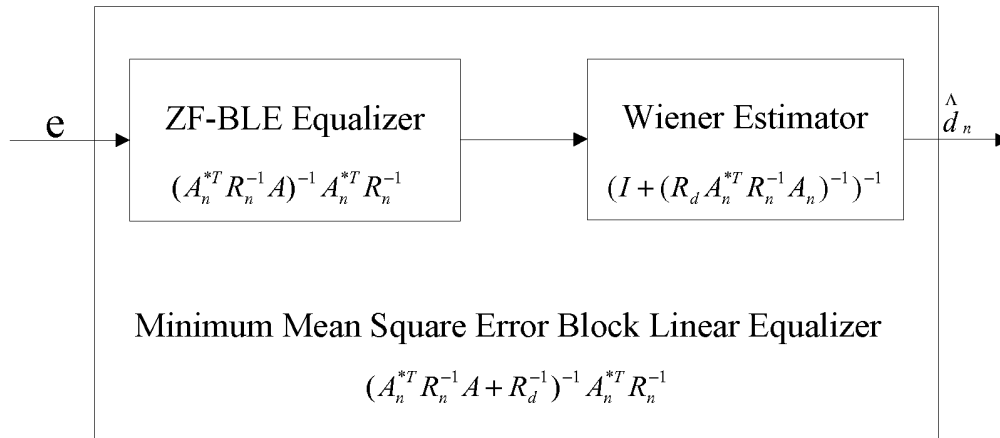 e
ZF-BLE Equalizer
(A_n^{*T} R_n^{-1} A)^{-1} A_n^{*T} R_n^{-1}
Wiener Estimator
(I + (R_d A_n^{*T} R_n^{-1} A_n)^{-1})^{-1}
\hat{d}_n
Minimum Mean Square Error Block Linear Equalizer
(A_n^{*T} R_n^{-1} A + R_d^{-1})^{-1} A_n^{*T} R_n^{-1}